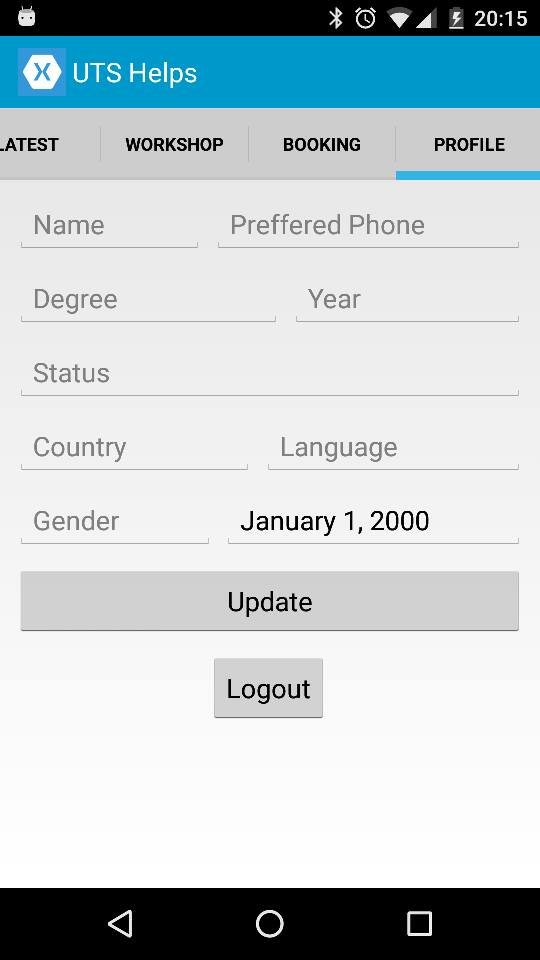 20:15
X UTS Helps
LATEST WORKSHOP BOOKING PROFILE
Name Preffered Phone
Degree Year
Status
Country Language
Gender January 1, 2000
Update
Logout